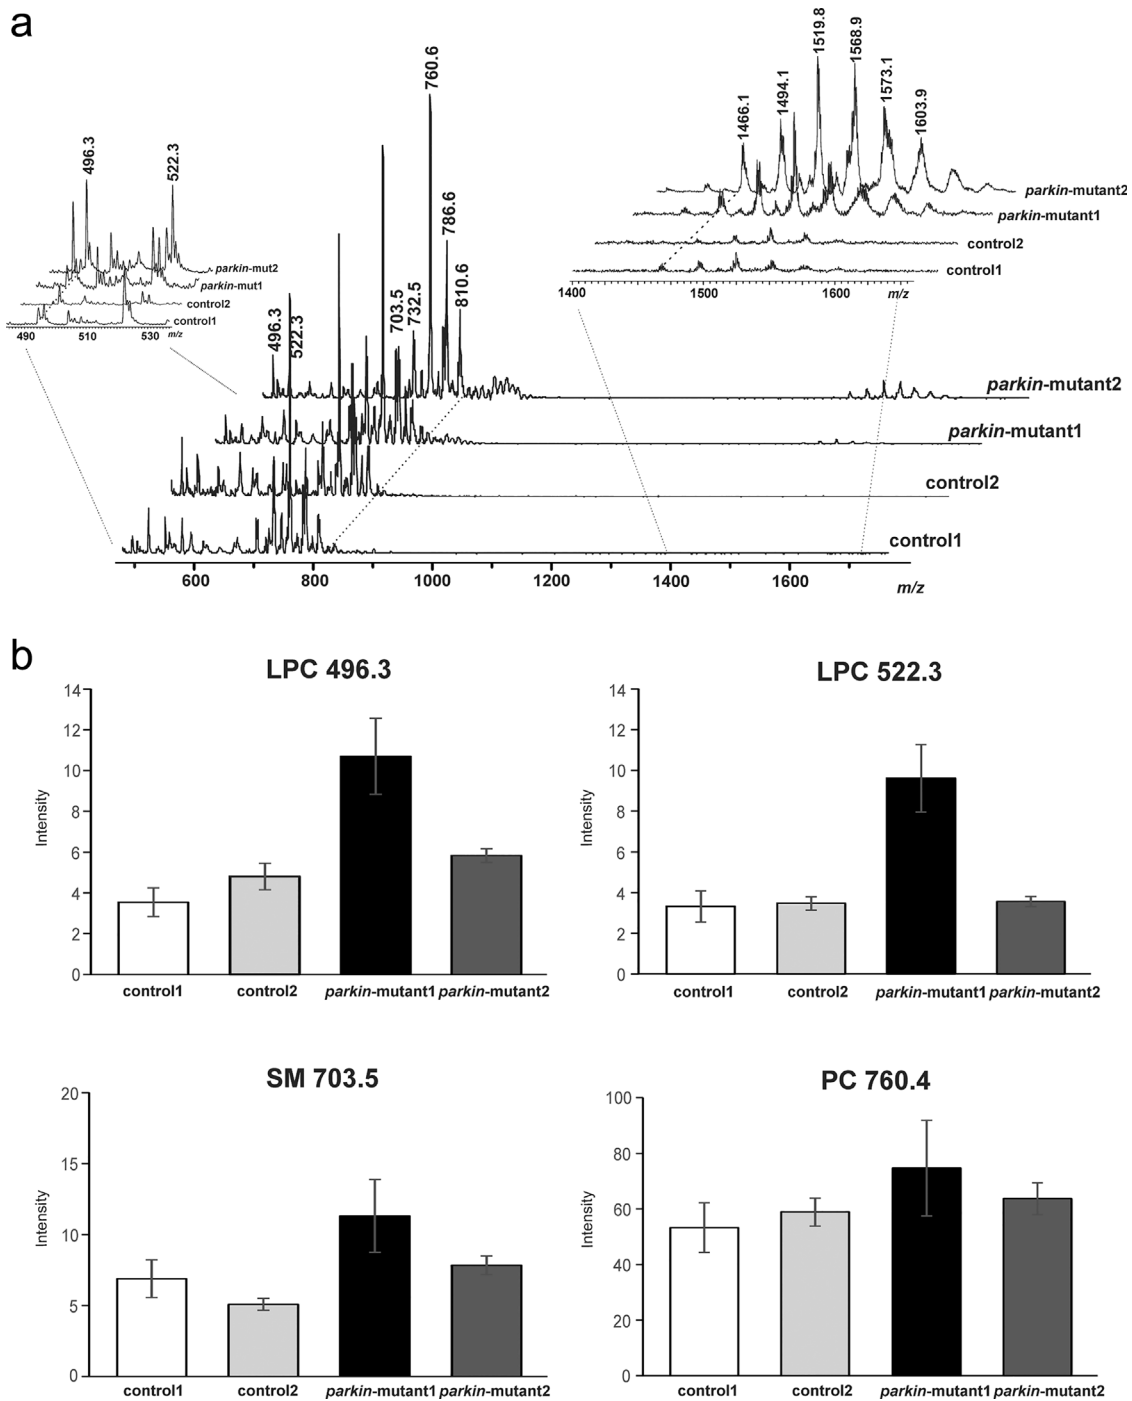 a
496.3
522.3
parkin-mut2
parkin-mut1
control2
control1
490 510 530 m/z
1466.1
1494.1
1519.8
1568.9
1573.1
1603.9
parkin-mutant2
parkin-mutant1
control2
control1
1400 1500 1600 m/z
496.3
522.3
703.5
732.5
760.6
786.6
810.6
parkin-mutant2
parkin-mutant1
control2
control1
600 800 1000 1200 1400 1600
m/z
b
LPC 496.3
14
12
10
8
6
4
2
0
Intensity
control1 control2 parkin-mutant1 parkin-mutant2
LPC 522.3
14
12
10
8
6
4
2
0
Intensity
control1 control2 parkin-mutant1 parkin-mutant2
SM 703.5
20
15
10
5
0
Intensity
control1 control2 parkin-mutant1 parkin-mutant2
PC 760.4
100
80
60
40
20
0
Intensity
control1 control2 parkin-mutant1 parkin-mutant2